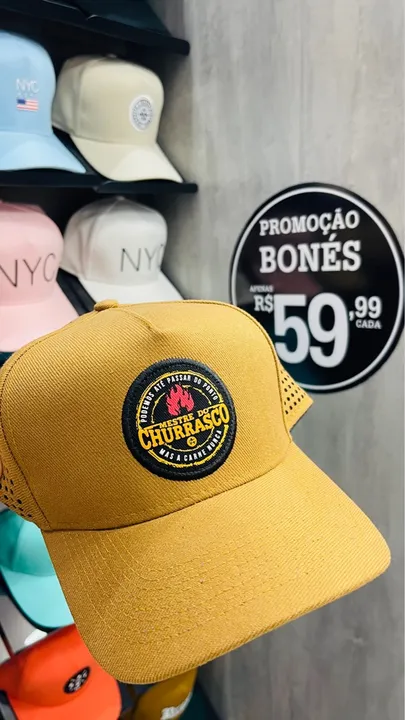 NYC
PROMOÇÃO
BONÉS
APENAS
R$59,99
CADA
NYC
NYC
PODEMOS ATÉ PASSAR DO PONTO
MESTRE DO
CHURRASCO
MAS A CARNE NUNCA